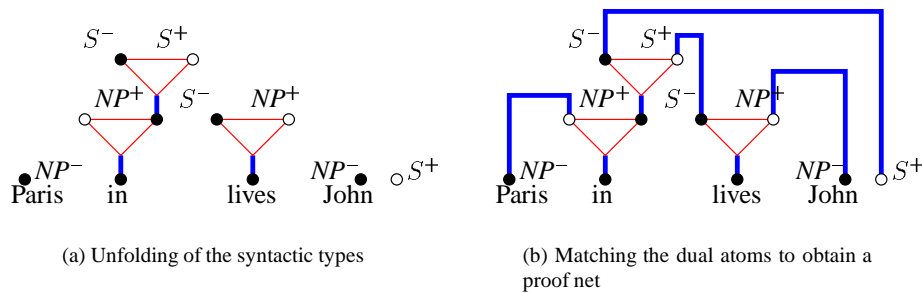 S⁻ S⁺
NP⁺ S⁻ NP⁺
NP⁻ NP⁻ S⁺
Paris in lives John
(a) Unfolding of the syntactic types
S⁻ S⁺
NP⁺ S⁻ NP⁺
NP⁻ NP⁻ S⁺
Paris in lives John
(b) Matching the dual atoms to obtain a
proof net